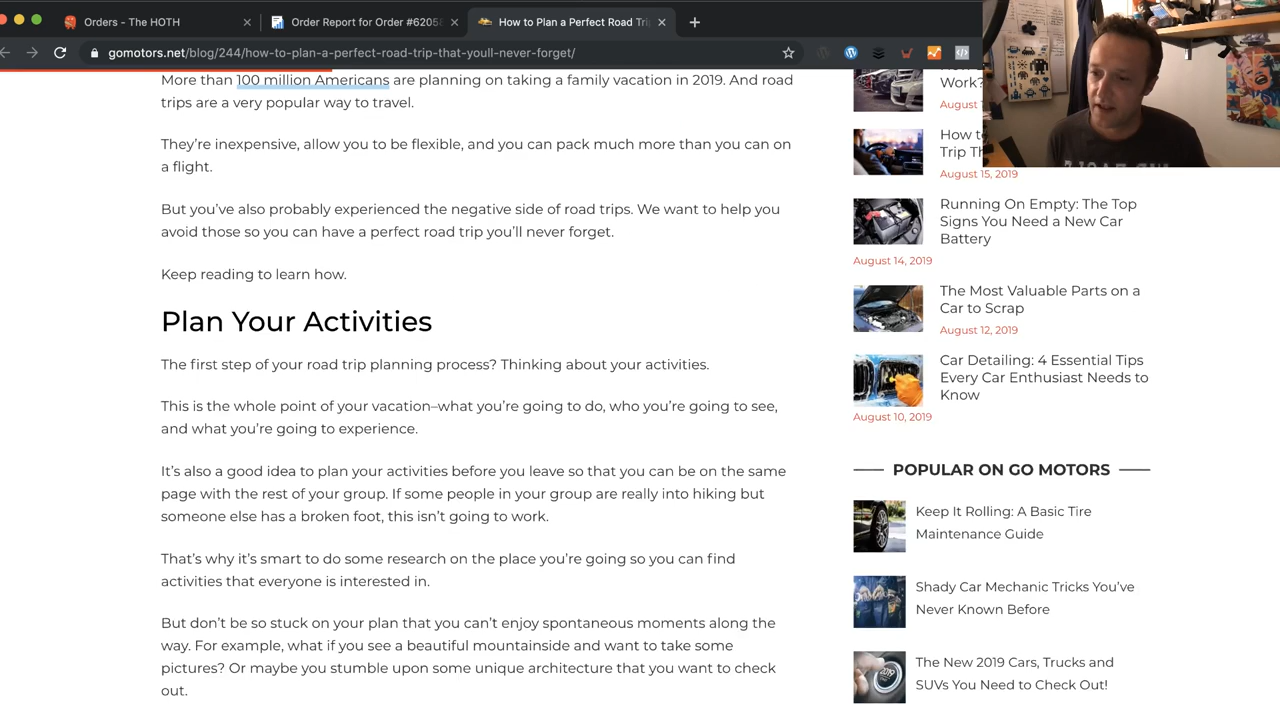 Orders - The HOTH
Order Report for Order #6205
How to Plan a Perfect Road Tri
gomotors.net/blog/244/how-to-plan-a-perfect-road-trip-that-youll-never-forget/
More than 100 million Americans are planning on taking a family vacation in 2019. And road
trips are a very popular way to travel.
They're inexpensive, allow you to be flexible, and you can pack much more than you can on
a flight.
But you've also probably experienced the negative side of road trips. We want to help you
avoid those so you can have a perfect road trip you'll never forget.
Keep reading to learn how.
Plan Your Activities
The first step of your road trip planning process? Thinking about your activities.
This is the whole point of your vacation–what you're going to do, who you're going to see,
and what you're going to experience.
It's also a good idea to plan your activities before you leave so that you can be on the same
page with the rest of your group. If some people in your group are really into hiking but
someone else has a broken foot, this isn't going to work.
That's why it's smart to do some research on the place you're going so you can find
activities that everyone is interested in.
But don't be so stuck on your plan that you can't enjoy spontaneous moments along the
way. For example, what if you see a beautiful mountainside and want to take some
pictures? Or maybe you stumble upon some unique architecture that you want to check
out.
Work?
August
How to
Trip Th
August 15, 2019
Running On Empty: The Top
Signs You Need a New Car
Battery
August 14, 2019
The Most Valuable Parts on a
Car to Scrap
August 12, 2019
Car Detailing: 4 Essential Tips
Every Car Enthusiast Needs to
Know
August 10, 2019
POPULAR ON GO MOTORS
Keep It Rolling: A Basic Tire
Maintenance Guide
Shady Car Mechanic Tricks You've
Never Known Before
2019
The New 2019 Cars, Trucks and
SUVs You Need to Check Out!